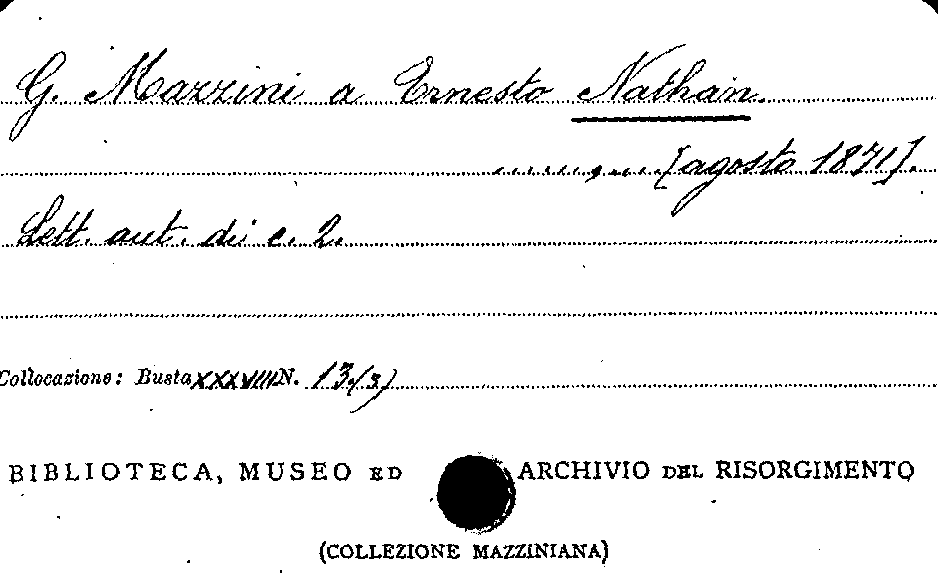 G. Mazzini a Ernesto Nathan.
......, .... [agosto 1871].
Lett. aut. di c. 2.
Collocazione: Busta XXXVIII N. 13(3)
BIBLIOTECA, MUSEO ED ARCHIVIO DEL RISORGIMENTO
(COLLEZIONE MAZZINIANA)